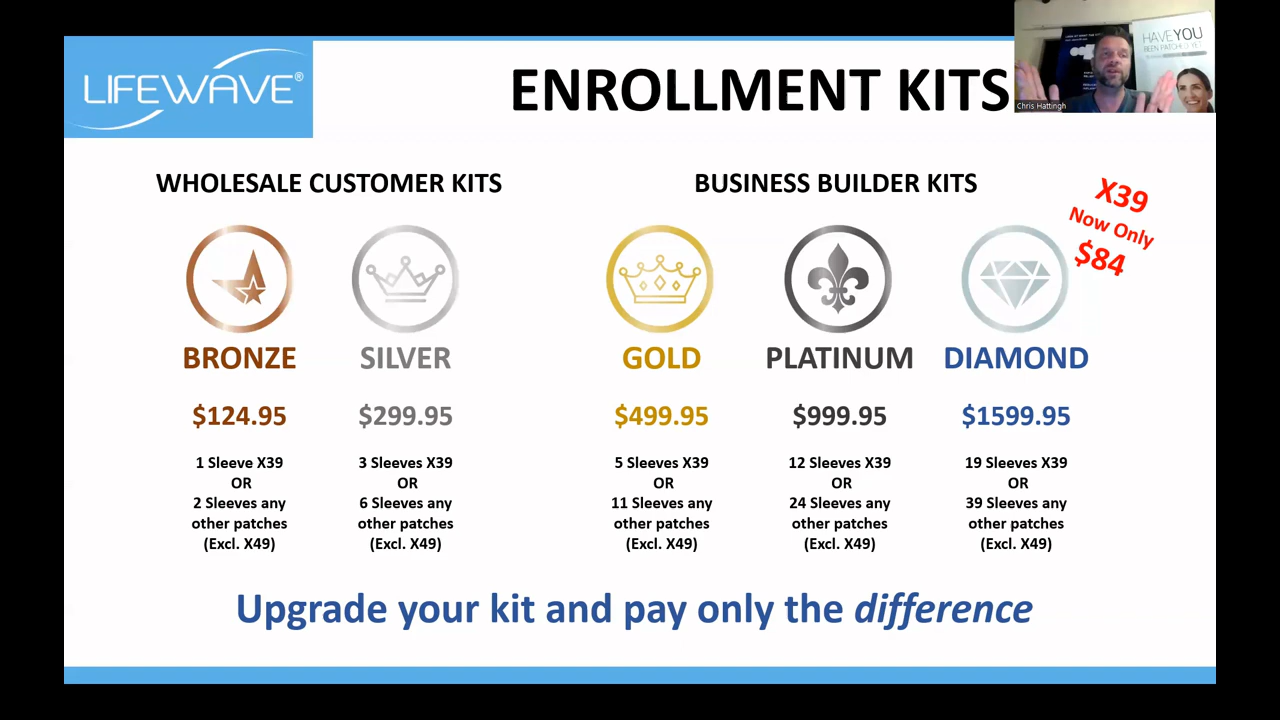 LIFEWAVE®
ENROLLMENT KITS
HAVE YOU
BEEN PATCHED YET
Chris Hattingh
WHOLESALE CUSTOMER KITS
BUSINESS BUILDER KITS
X39
Now Only
$84
BRONZE
SILVER
GOLD
PLATINUM
DIAMOND
$124.95
$299.95
$499.95
$999.95
$1599.95
1 Sleeve X39
OR
2 Sleeves any
other patches
(Excl. X49)
3 Sleeves X39
OR
6 Sleeves any
other patches
(Excl. X49)
5 Sleeves X39
OR
11 Sleeves any
other patches
(Excl. X49)
12 Sleeves X39
OR
24 Sleeves any
other patches
(Excl. X49)
19 Sleeves X39
OR
39 Sleeves any
other patches
(Excl. X49)
Upgrade your kit and pay only the difference